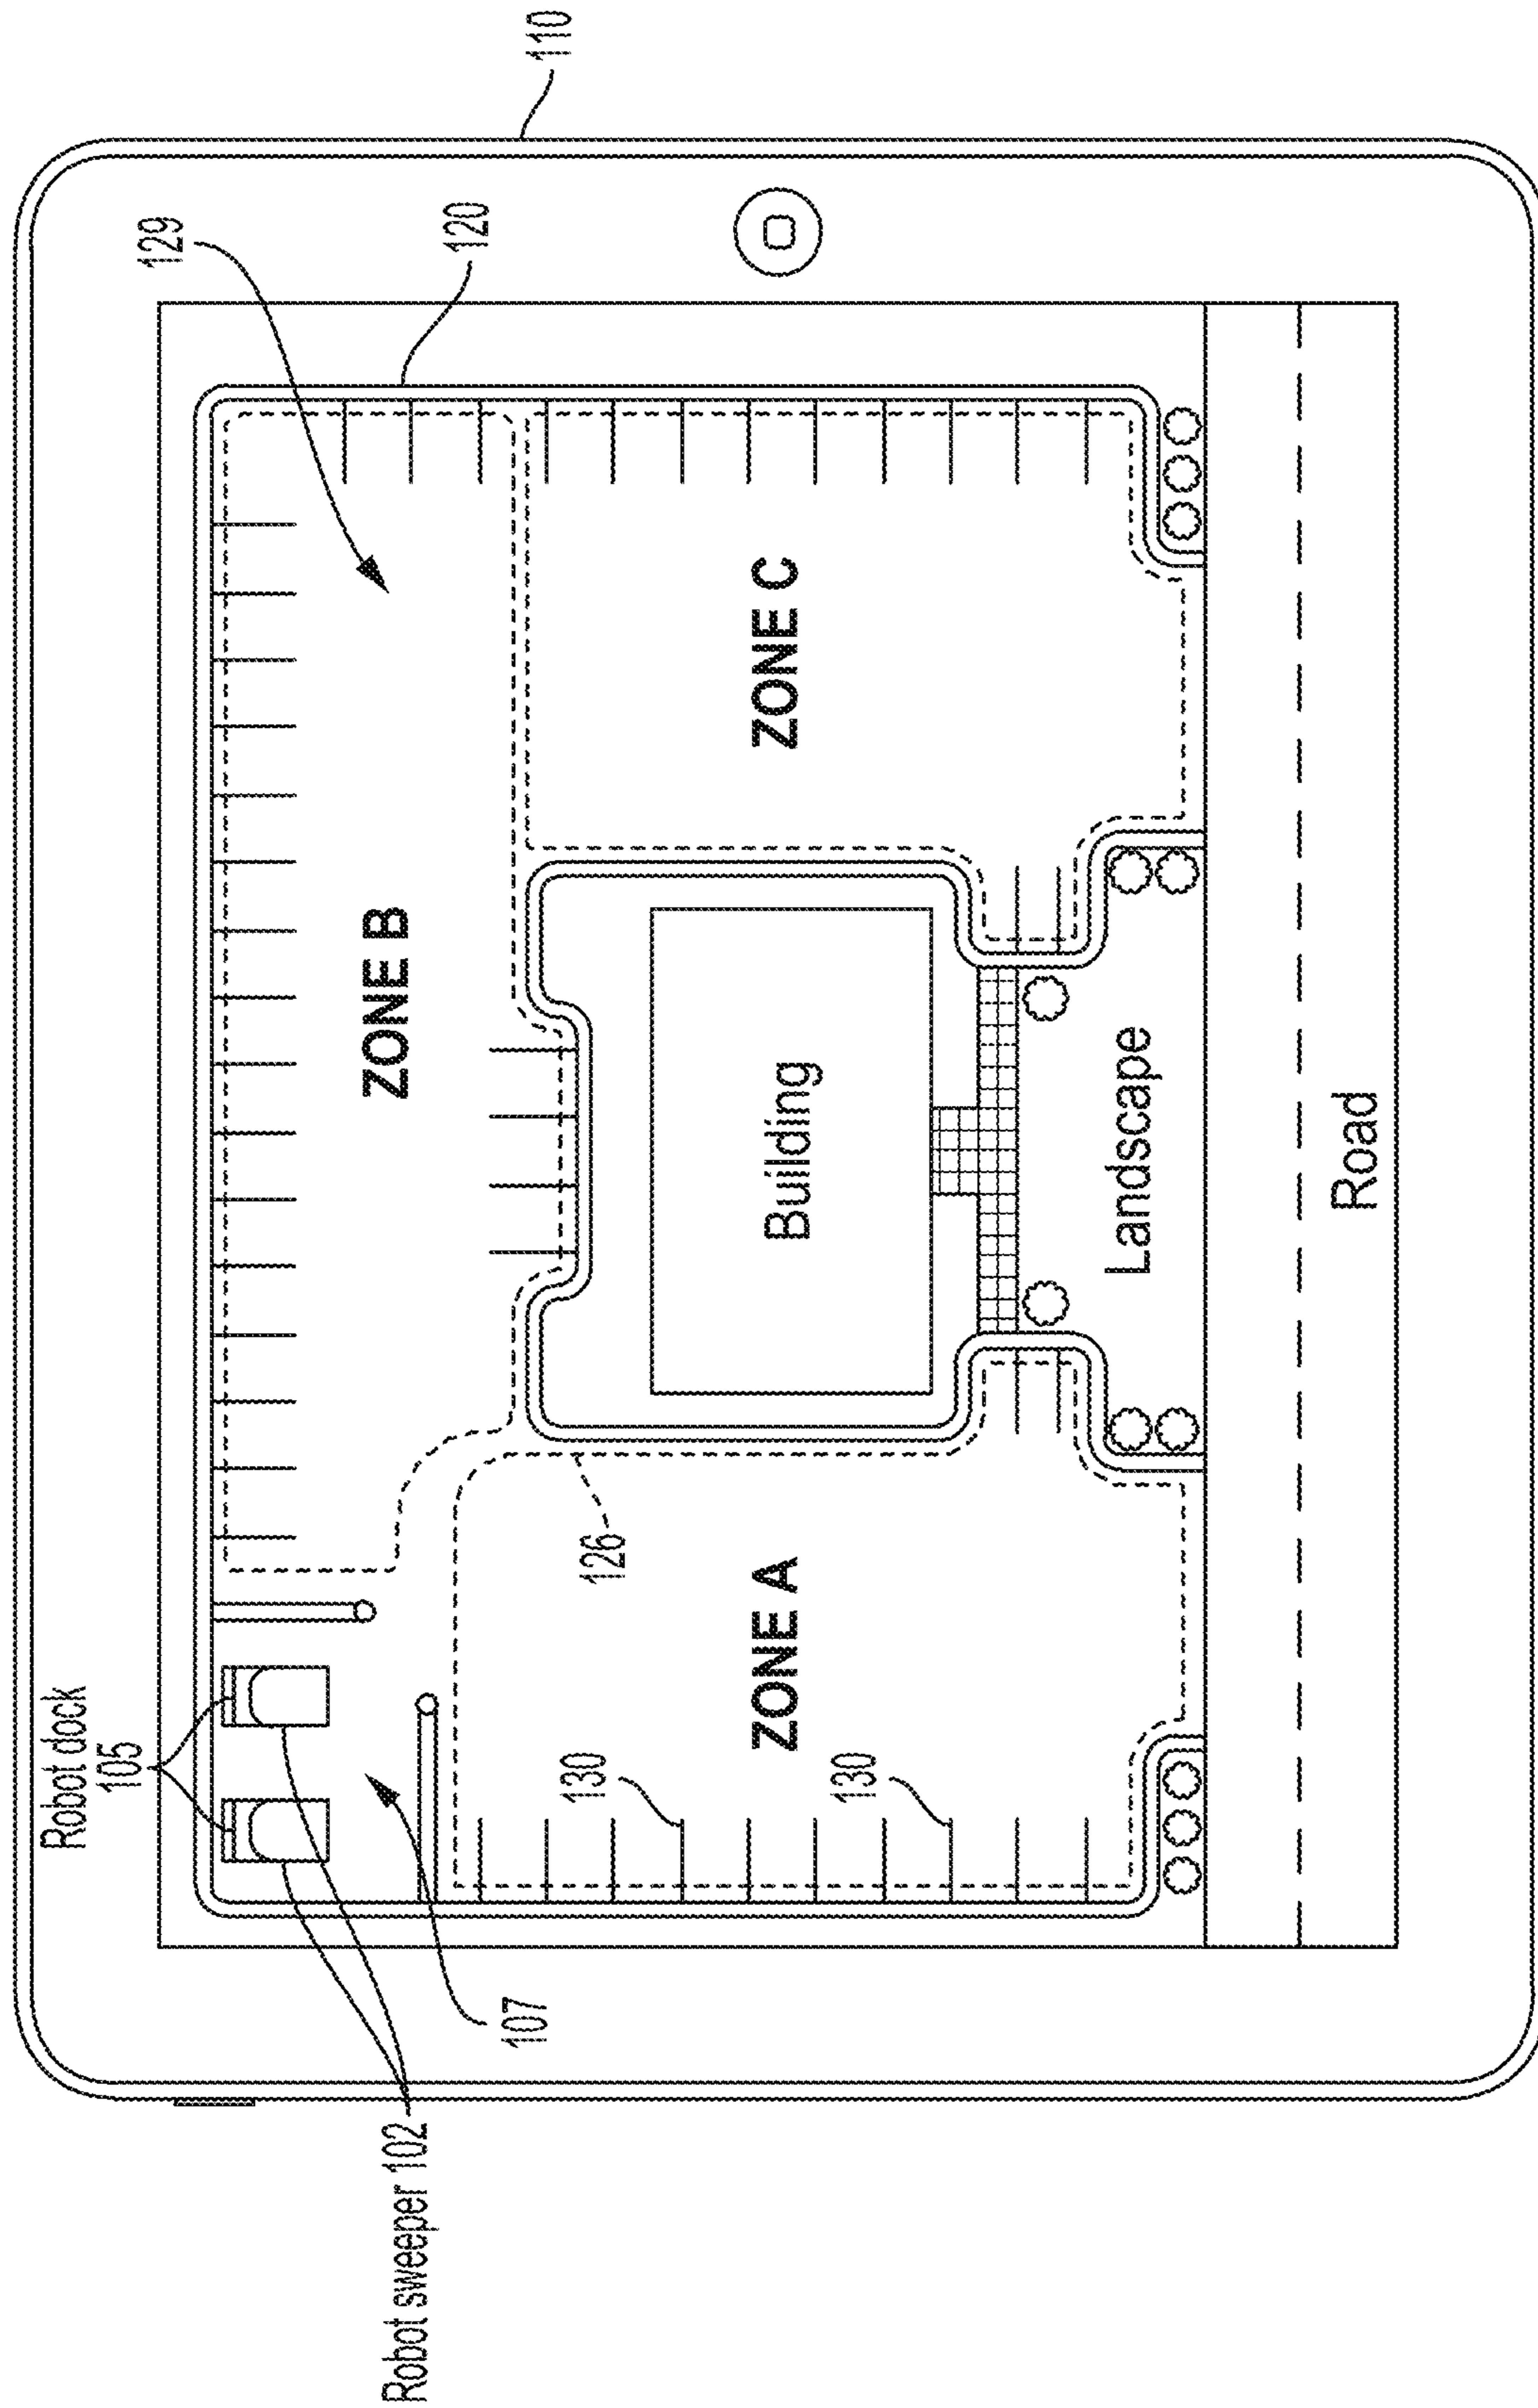 Robot dock
105
Robot sweeper 102
107
129
120
110
ZONE B
126
130
130
ZONE A
Building
ZONE C
Landscape
Road